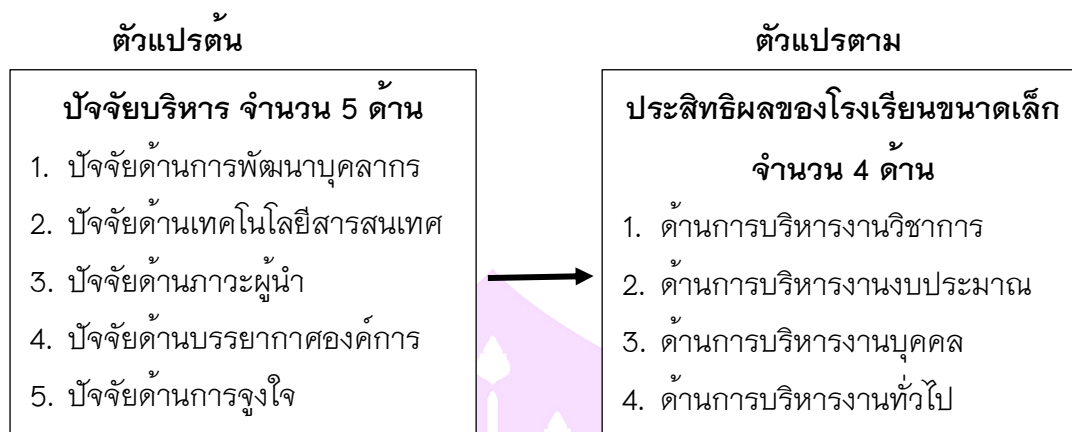 ตัวแปรต้น
ปัจจัยบริหาร จำนวน 5 ด้าน
1. ปัจจัยด้านการพัฒนาบุคลากร
2. ปัจจัยด้านเทคโนโลยีสารสนเทศ
3. ปัจจัยด้านภาวะผู้นำ
4. ปัจจัยด้านบรรยากาศองค์การ
5. ปัจจัยด้านการจูงใจ
ตัวแปรตาม
ประสิทธิผลของโรงเรียนขนาดเล็ก
จำนวน 4 ด้าน
1. ด้านการบริหารงานวิชาการ
2. ด้านการบริหารงานงบประมาณ
3. ด้านการบริหารงานบุคคล
4. ด้านการบริหารงานทั่วไป